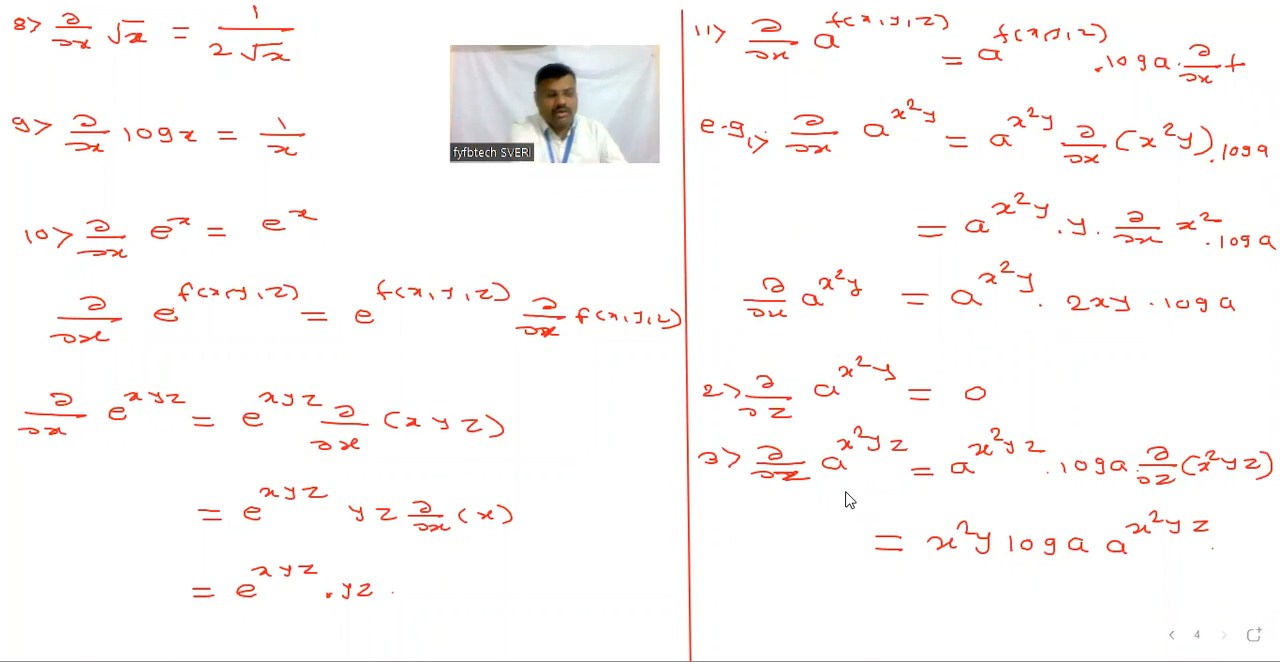 8> ∂/∂x √x = 1/(2√x)
9> ∂/∂x log x = 1/x
10> ∂/∂x e^x = e^x
∂/∂x e^f(x,y,z) = e^f(x,y,z) ∂/∂x f(x,y,z)
∂/∂x e^xyz = e^xyz ∂/∂x (xyz)
= e^xyz yz ∂/∂x (x)
= e^xyz . yz .
fyfbtech SVERI
11> ∂/∂x a^f(x,y,z) = a^f(x,y,z) . log a . ∂/∂x f
e.g. 1> ∂/∂x a^x²y = a^x²y ∂/∂x (x²y) . log a
= a^x²y . y . ∂/∂x x² . log a
∂/∂x a^x²y = a^x²y . 2xy . log a
2> ∂/∂z a^x²y = 0
3> ∂/∂z a^x²yz = a^x²yz . log a . ∂/∂z (x²yz)
= x²y log a a^x²yz .
4